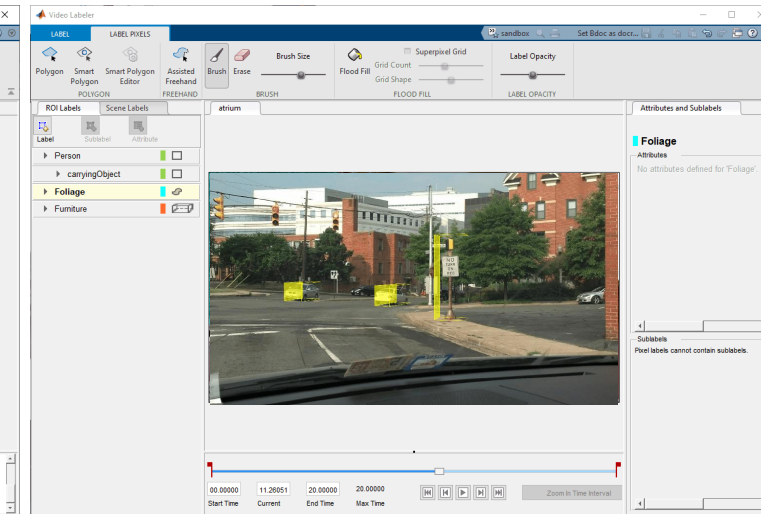 Video Labeler
LABEL
LABEL PIXELS
sandbox
Set Bdoc as docr...
Polygon
Smart Polygon
Smart Polygon Editor
Assisted Freehand
Brush
Erase
Brush Size
Flood Fill
Superpixel Grid
Grid Count
Grid Shape
Label Opacity
POLYGON
FREEHAND
BRUSH
FLOOD FILL
LABEL OPACITY
ROI Labels
Scene Labels
atrium
Attributes and Sublabels
Label
Sublabel
Attribute
Person
carryingObject
Foliage
Furniture
NO
TURN
ON
RED
Foliage
Attributes
No attributes defined for 'Foliage'.
Sublabels
Pixel labels cannot contain sublabels.
00.00000
11.26051
20.00000
20.00000
Start Time
Current
End Time
Max Time
Zoom in Time Interval